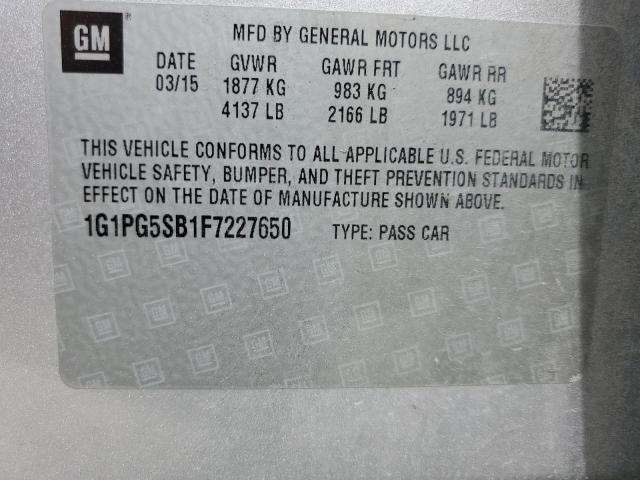 GM
MFD BY GENERAL MOTORS LLC
DATE GVWR GAWR FRT GAWR RR
03/15 1877 KG 983 KG 894 KG
4137 LB 2166 LB 1971 LB
THIS VEHICLE CONFORMS TO ALL APPLICABLE U.S. FEDERAL MOTOR
VEHICLE SAFETY, BUMPER, AND THEFT PREVENTION STANDARDS IN
EFFECT ON THE DATE OF MANUFACTURE SHOWN ABOVE.
1G1PG5SB1F7227650 TYPE: PASS CAR